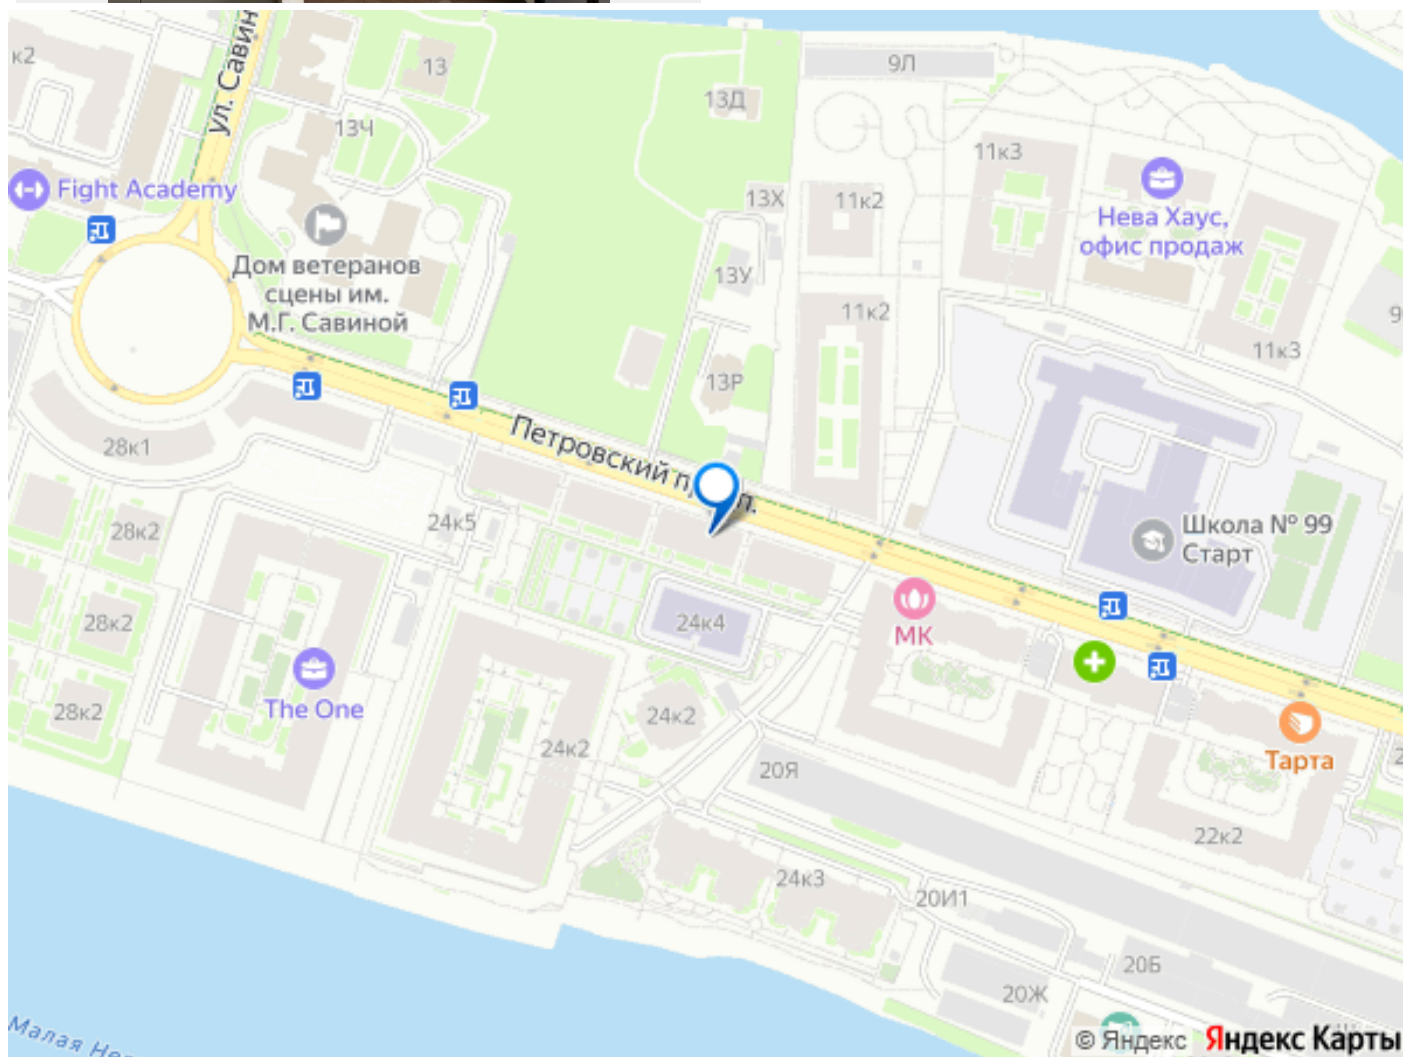 к2
ул. Савин
13
13Ч
9Л
13Д
11к3
Fight Academy
13Х
11к2
Нева Хаус,
офис продаж
Дом ветеранов
сцены им.
М.Г. Савиной
13У
11к2
9
11к3
13Р
28к1
Петровский п
л.
24к5
28к2
Школа № 99
Старт
28к2
24к4
МК
28к2
The One
24к2
24к2
20Я
Тарта
2
22к2
24к3
20И1
20Б
20Ж
Малая Не
© Яндекс Яндекс Карты